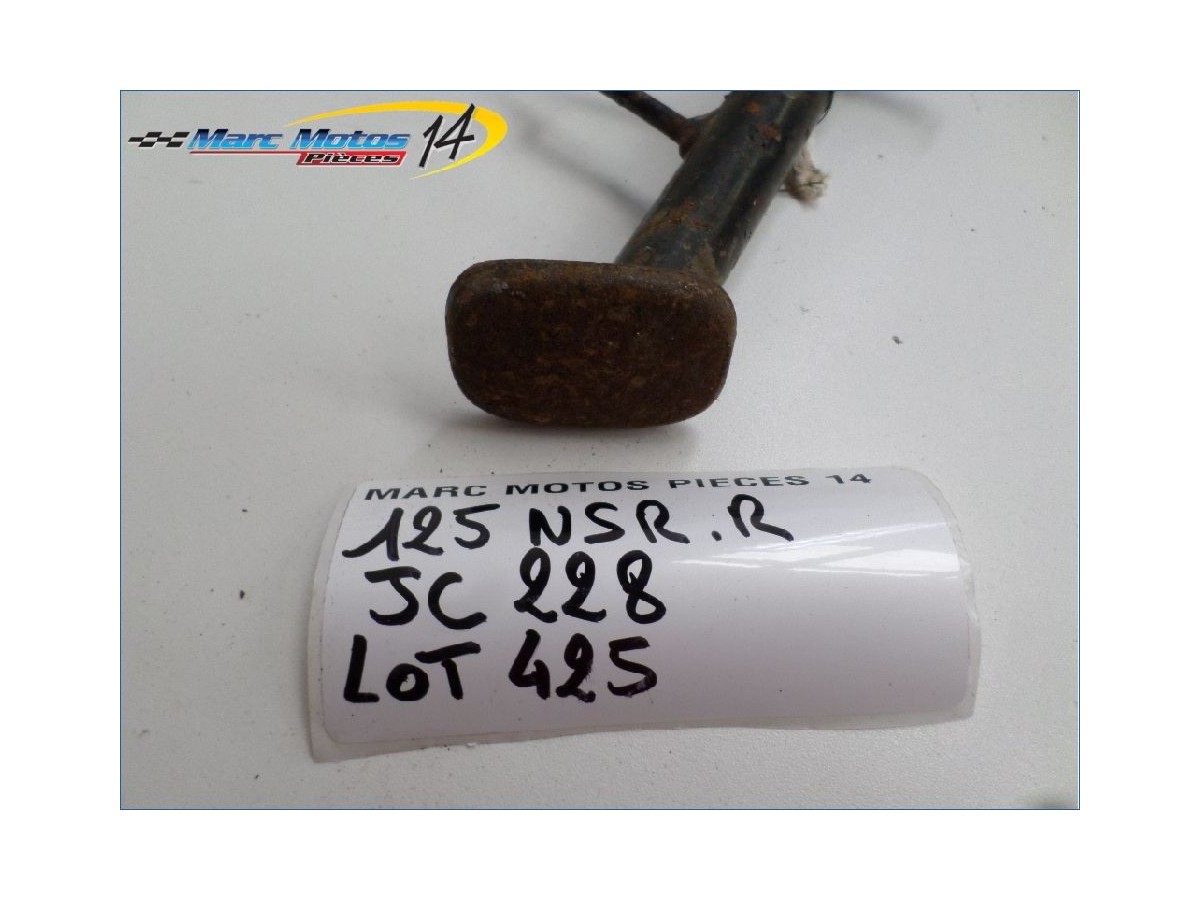 Marc Motos 14
Pièces
MARC MOTOS PIECES 14
125 NSR.R
JC 228
LOT 425